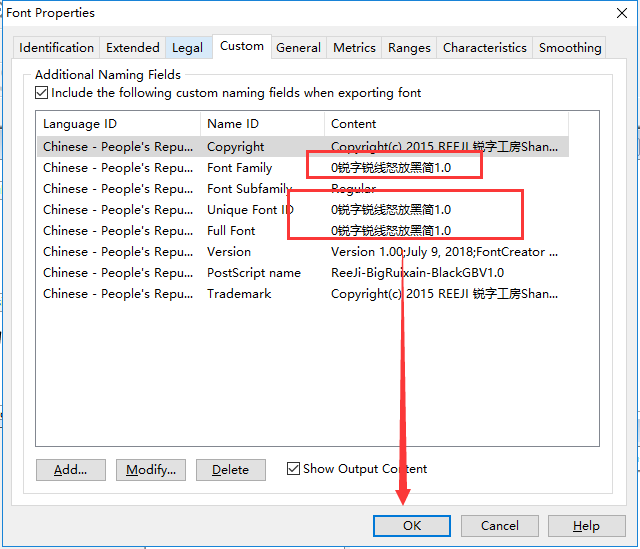 Font Properties
Identification Extended Legal Custom General Metrics Ranges Characteristics Smoothing
Additional Naming Fields
Include the following custom naming fields when exporting font
Language ID Name ID Content
Chinese - People's Repu... Copyright Copyright(c) 2015 REEJI 锐字工房Shan...
Chinese - People's Repu... Font Family 0锐字锐线怒放黑简1.0
Chinese - People's Repu... Font Subfamily Regular
Chinese - People's Repu... Unique Font ID 0锐字锐线怒放黑简1.0
Chinese - People's Repu... Full Font 0锐字锐线怒放黑简1.0
Chinese - People's Repu... Version Version 1.00;July 9, 2018;FontCreator ...
Chinese - People's Repu... PostScript name ReeJi-BigRuixain-BlackGBV1.0
Chinese - People's Repu... Trademark Copyright(c) 2015 REEJI 锐字工房Shan...
Add... Modify... Delete Show Output Content
OK Cancel Help